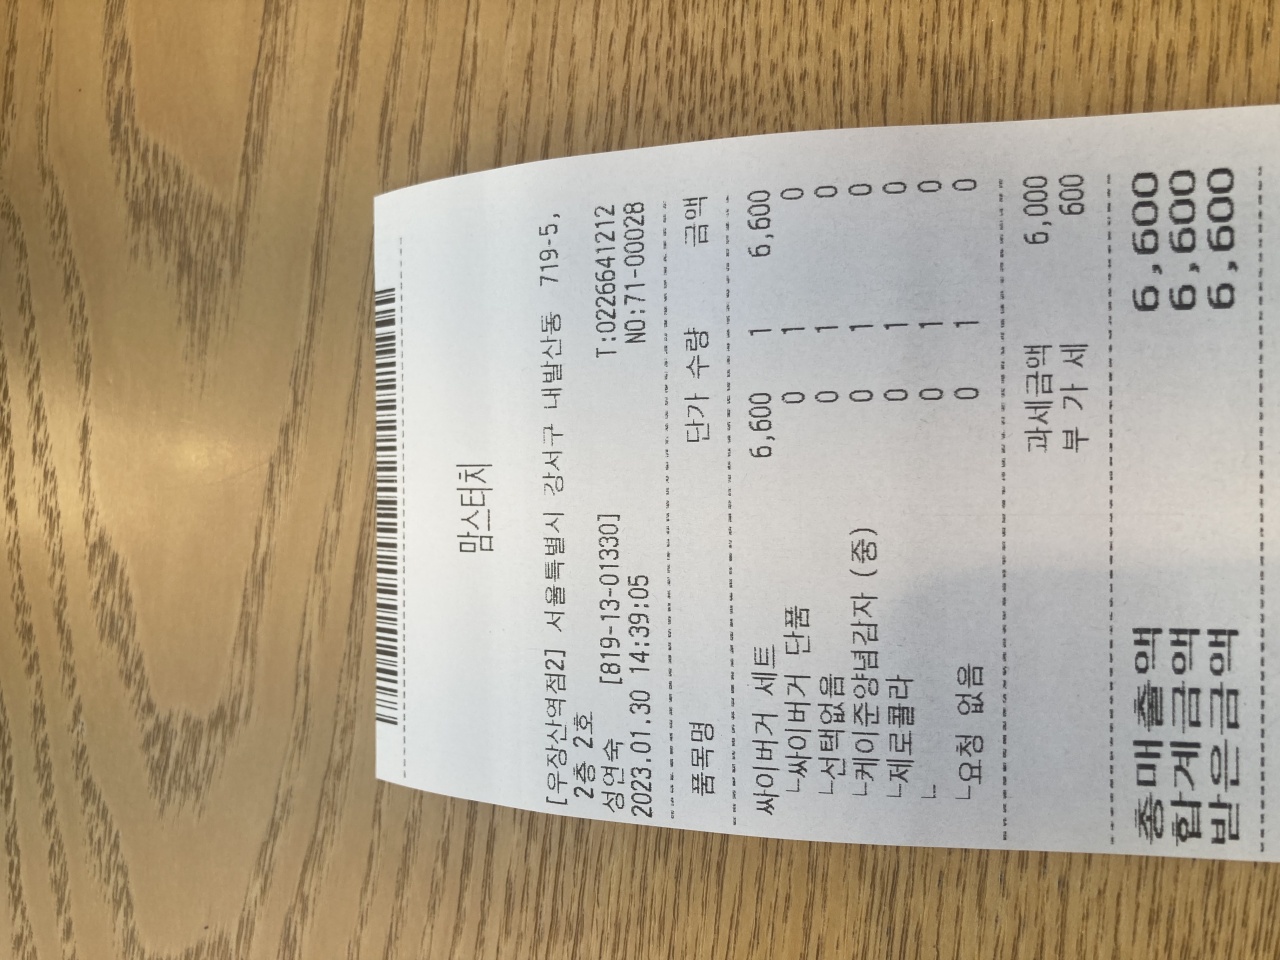 맘스터치
[우장산역점2] 서울특별시 강서구 내발산동 719-5,
2층 2호
성연숙 [819-13-01330] T:0226641212
2023.01.30 14:39:05 NO:71-00028
품목명 단가 수량 금액
싸이버거 세트 6,600 1 6,600
└싸이버거 단품 0 1 0
└선택없음 0 1 0
└케이준양념감자 (중) 0 1 0
└제로콜라 0 1 0
└ 0 1 0
└요청 없음 0 1 0
과세금액 6,000
부 가 세 600
총매출액 6,600
합계금액 6,600
받은금액 6,600